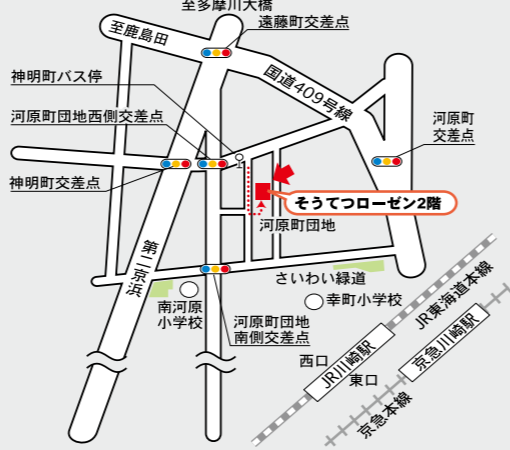 至多摩川大橋
遠藤町交差点
至鹿島田
国道409号線
神明町バス停
河原町団地西側交差点
河原町
交差点
神明町交差点
そうてつローゼン2階
河原町団地
第二京浜
さいわい緑道
南河原
小学校
幸町小学校
河原町団地
南側交差点
JR東海道本線
西口
JR川崎駅
東口
京急川崎駅
京急本線